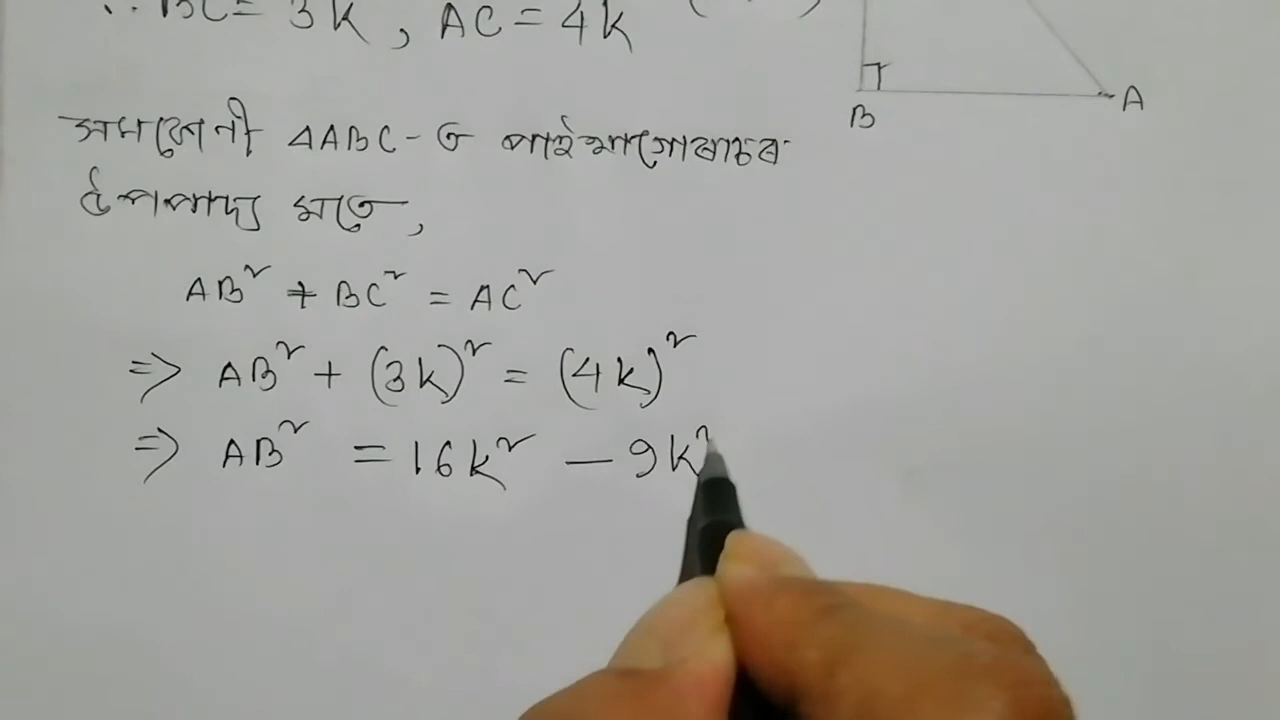 ∴ BC = 3k, AC = 4k
B
A
সমকোণী ΔABC-ত পাইথাগোৰাচৰ
উপপাদ্য মতে,
AB² + BC² = AC²
⇒ AB² + (3k)² = (4k)²
⇒ AB² = 16k² - 9k²